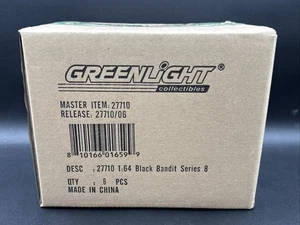 GREENLiGHT ®
collectibles
MASTER ITEM: 27710
RELEASE: 27710/06
8 10166 01659 9
DESC : 27710 1:64 Black Bandit Series 8
QTY : 6 PCS
MADE IN CHINA